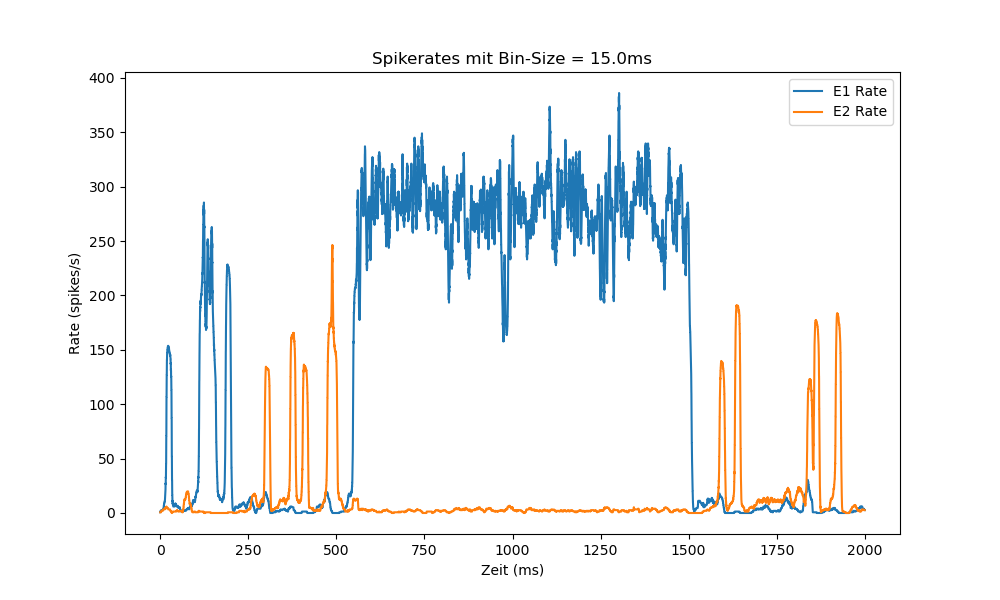 Spikerates mit Bin-Size = 15.0ms
400
350
300
250
200
150
100
50
0
Rate (spikes/s)
E1 Rate
E2 Rate
0 250 500 750 1000 1250 1500 1750 2000
Zeit (ms)